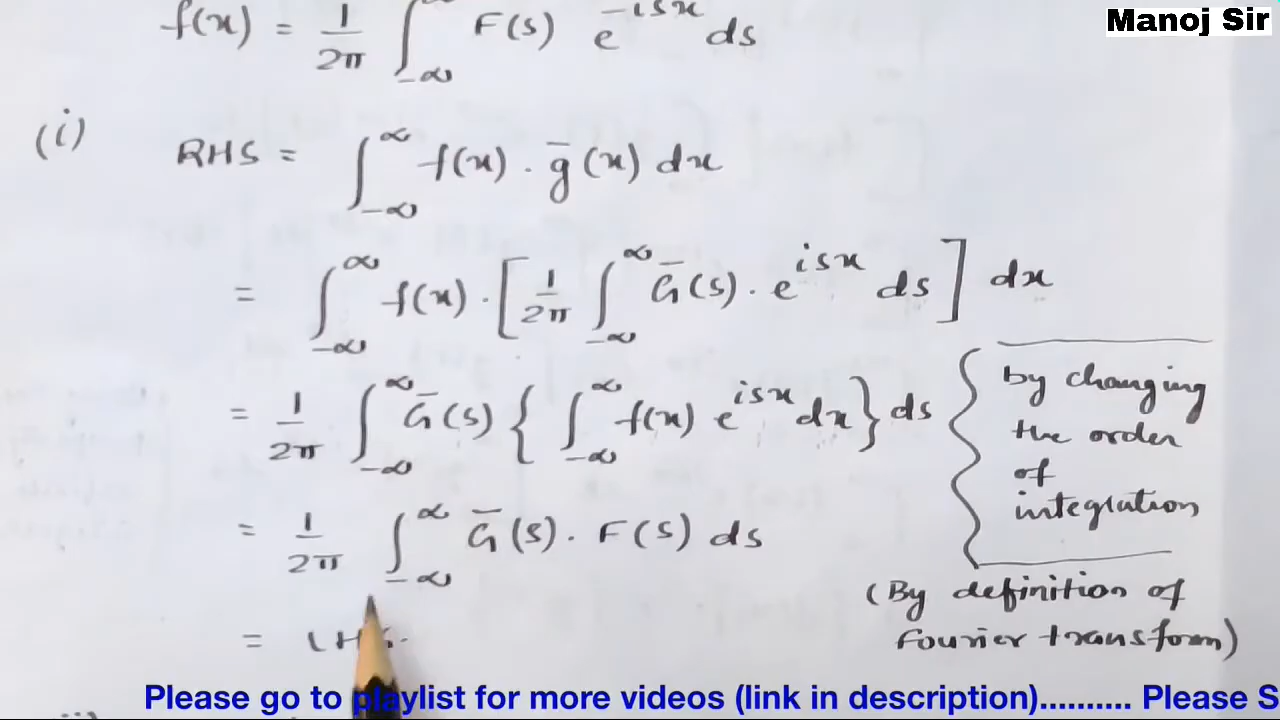 Manoj Sir
f(x) = 1/2π ∫_{-∞} F(s) e^{-isx} ds
(i) RHS = ∫_{-∞}^{∞} f(x) . ḡ(x) dx
= ∫_{-∞}^{∞} f(x) . [1/2π ∫_{-∞}^{∞} Ḡ(s) . e^{isx} ds] dx
= 1/2π ∫_{-∞}^{∞} Ḡ(s) { ∫_{-∞}^{∞} f(x) e^{isx} dx } ds
by changing
the order
of
integration
= 1/2π ∫_{-∞}^{∞} Ḡ(s) . F(s) ds
(By definition of
Fourier transform)
= LHS.
Please go to playlist for more videos (link in description).......... Please S